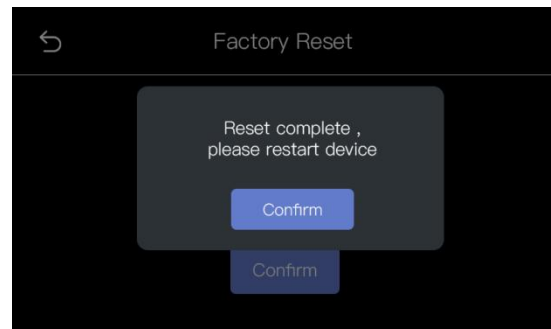 Factory Reset
Reset complete ,
please restart device
Confirm
Confirm